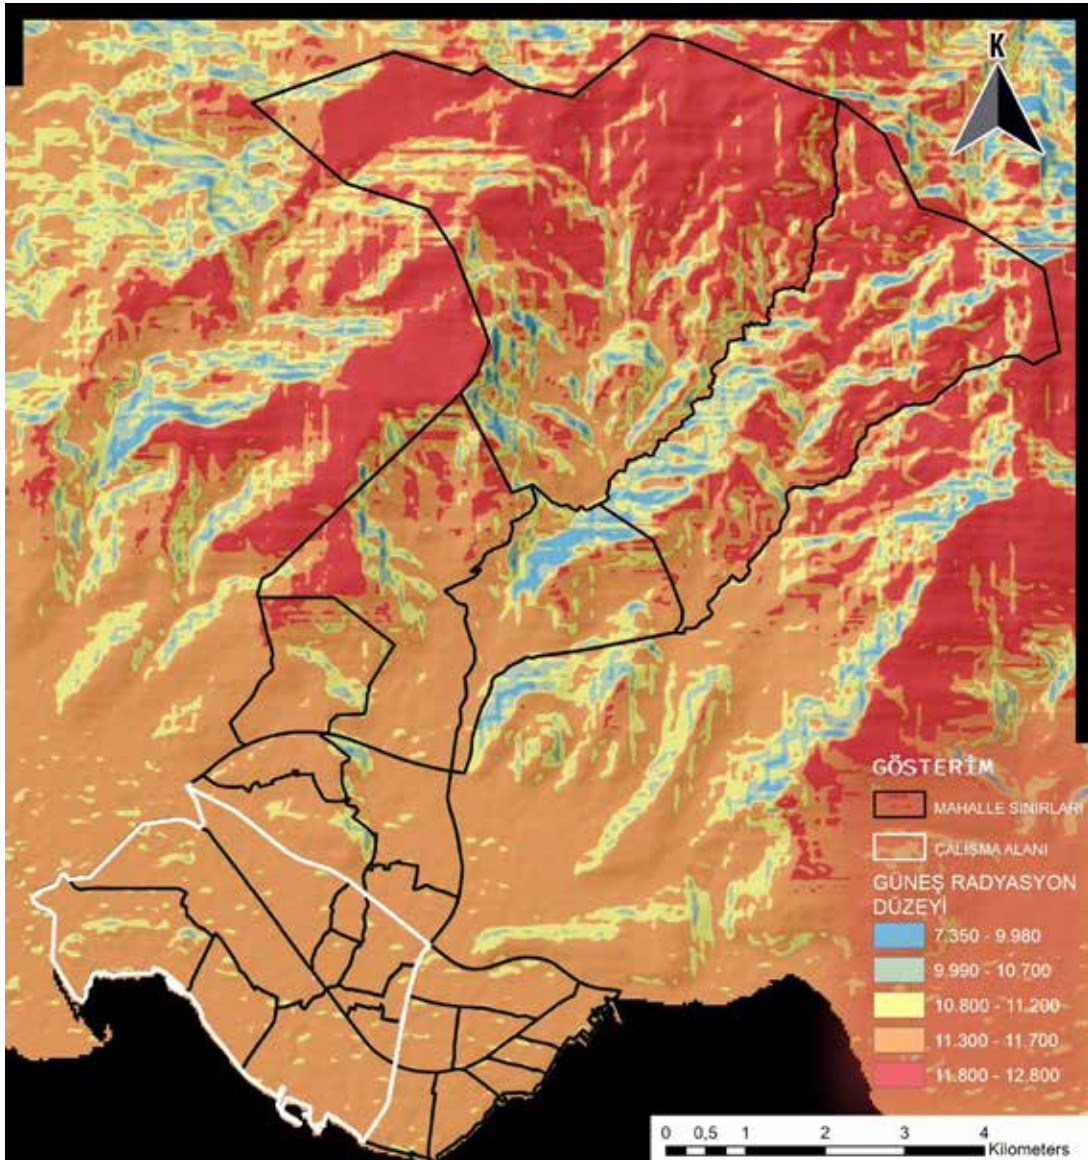 K
GÖSTERİM
MAHALLE SINIRLARI
ÇALIŞMA ALANI
GÜNEŞ RADYASYON
DÜZEYİ
7.350 - 9.980
9.990 - 10.700
10.800 - 11.200
11.300 - 11.700
11.800 - 12.800
0 0,5 1 2 3 4
Kilometers